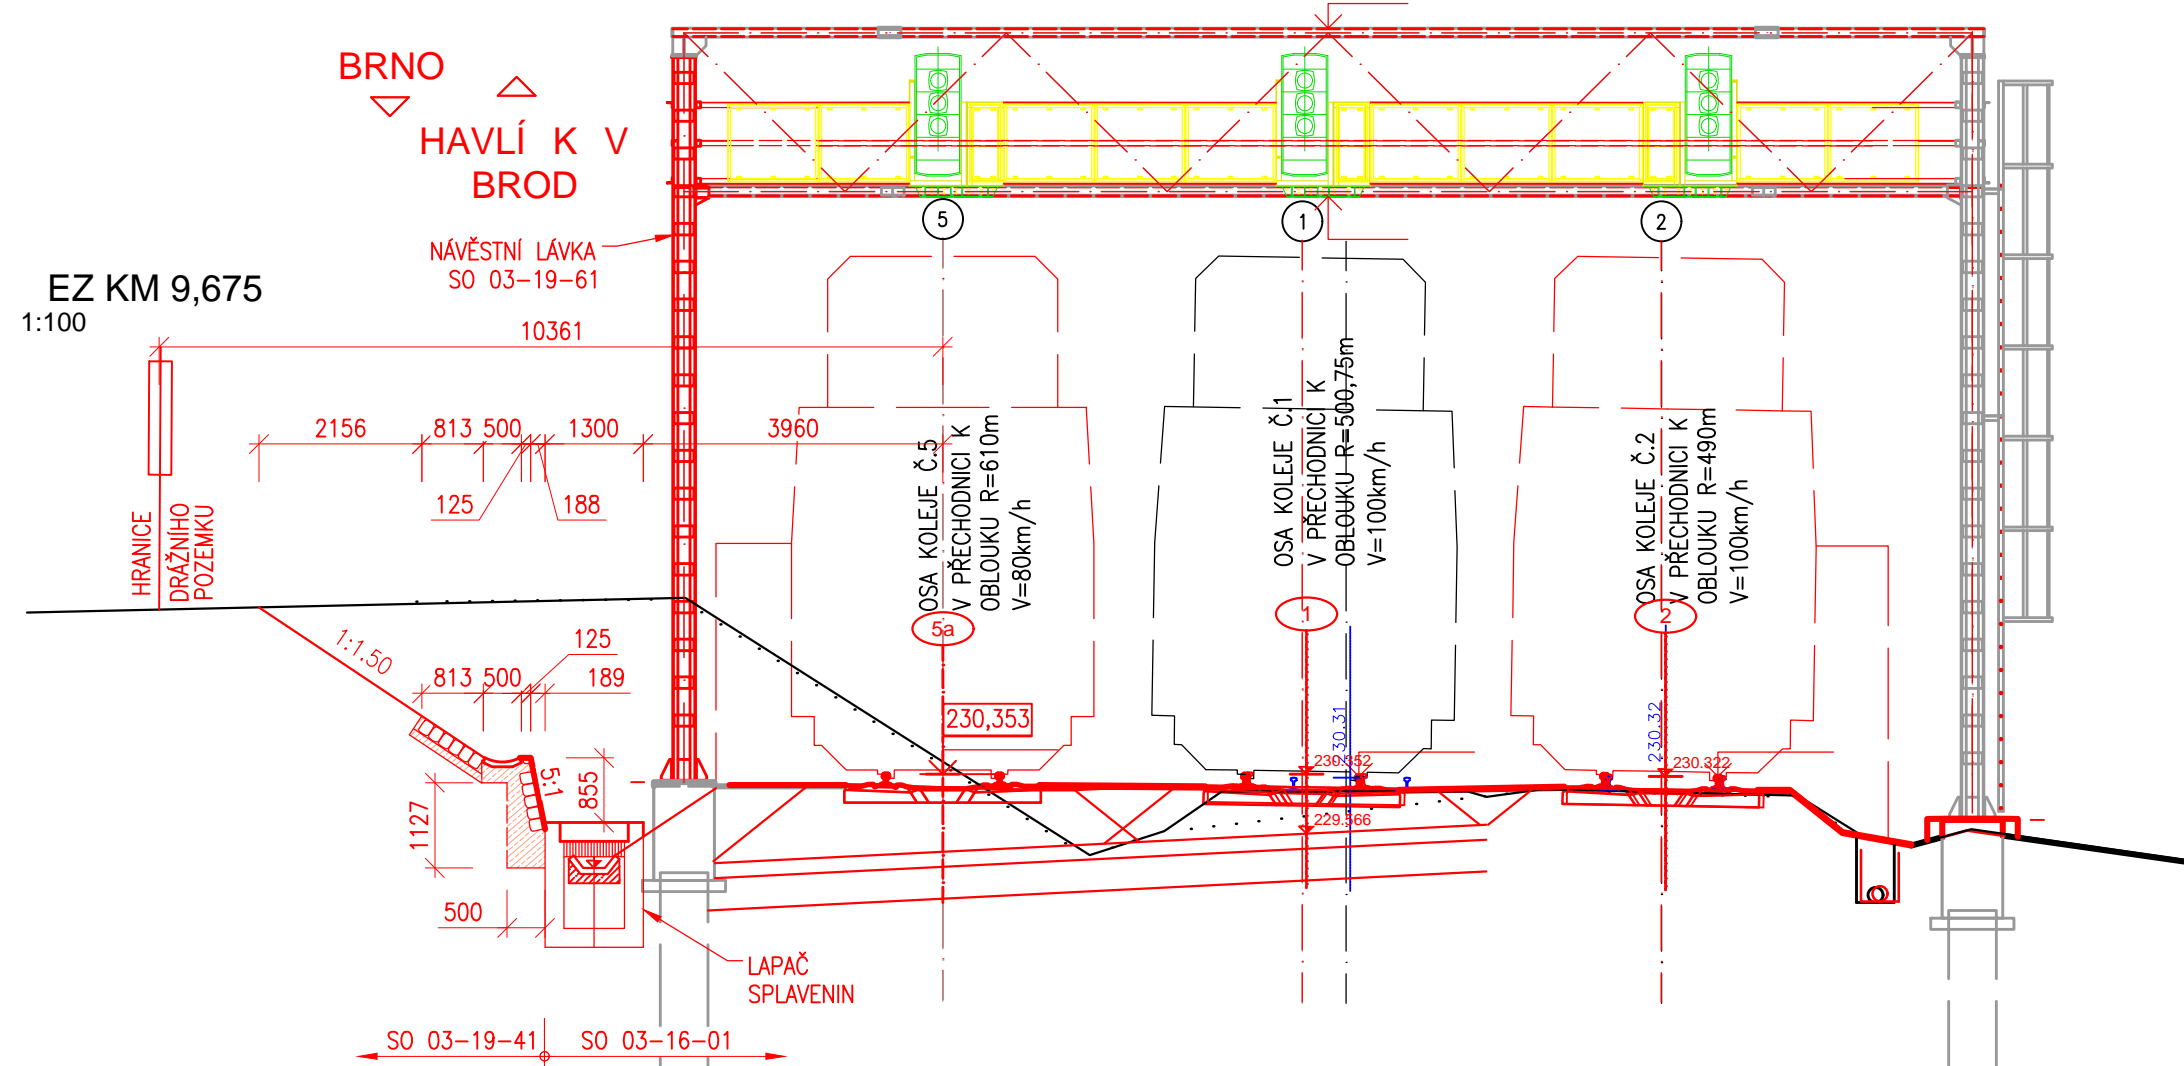 BRNO
HAVLÍ K V
BROD
NÁVĚSTNÍ LÁVKA
SO 03-19-61
EZ KM 9,675
1:100
5
1
2
10361
2156
813
500
1300
3960
125
188
HRANICE
DRÁŽNÍHO
POZEMKU
OSA KOLEJE Č.5
V PŘECHODNICI K
OBLOUKU R=610m
V=80km/h
OSA KOLEJE Č.1
V PŘECHODNICI K
OBLOUKU R=500,75m
V=100km/h
OSA KOLEJE Č.2
V PŘECHODNICI K
OBLOUKU R=490m
V=100km/h
5a
1
2
1:1.50
125
813
500
189
230,353
230.31
230.32
230.352
230.322
229.566
5:1
855
1127
500
LAPAČ
SPLAVENIN
SO 03-19-41
SO 03-16-01